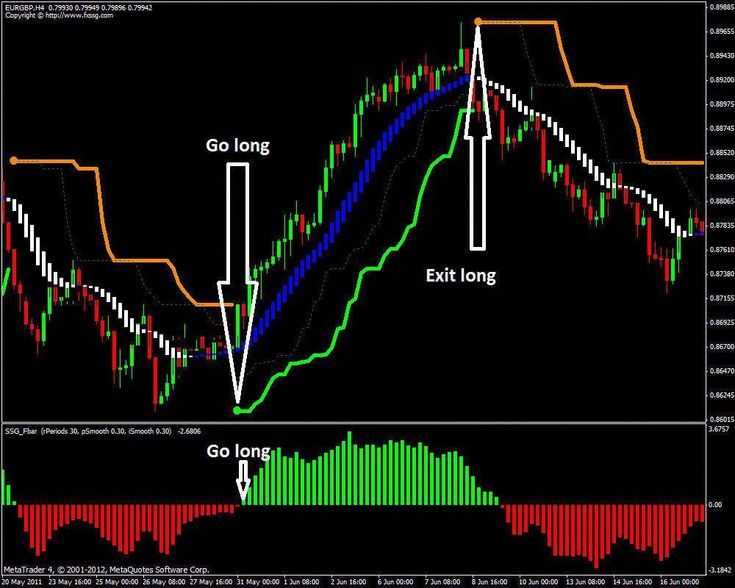 EURGBP,H4 0.79930 0.79949 0.79896 0.79942
Copyright © http://www.fxssg.com
0.89885
0.89655
0.89430
0.89200
0.88975
0.88745
0.88520
0.88290
0.88065
0.87835
0.87610
0.87380
0.87155
0.86925
0.86700
0.86470
0.86245
0.86015
Go long
Exit long
SSG_Fbar (rPeriods 30, pSmooth 0.30, iSmooth 0.30) -2.6806
3.6757
Go long
0.00
-3.1842
MetaTrader 4, © 2001-2012, MetaQuotes Software Corp.
20 May 2011 23 May 16:00 25 May 00:00 26 May 08:00 27 May 16:00 31 May 00:00 1 Jun 08:00 2 Jun 16:00 6 Jun 00:00 7 Jun 08:00 8 Jun 16:00 10 Jun 00:00 13 Jun 08:00 14 Jun 16:00 16 Jun 00:00